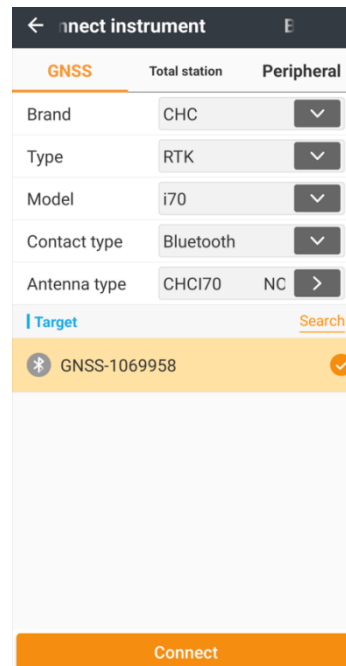 nnect instrument
GNSS Total station Peripheral
Brand CHC
Type RTK
Model i70
Contact type Bluetooth
Antenna type CHCI70 NC
Target Search
GNSS-1069958
Connect